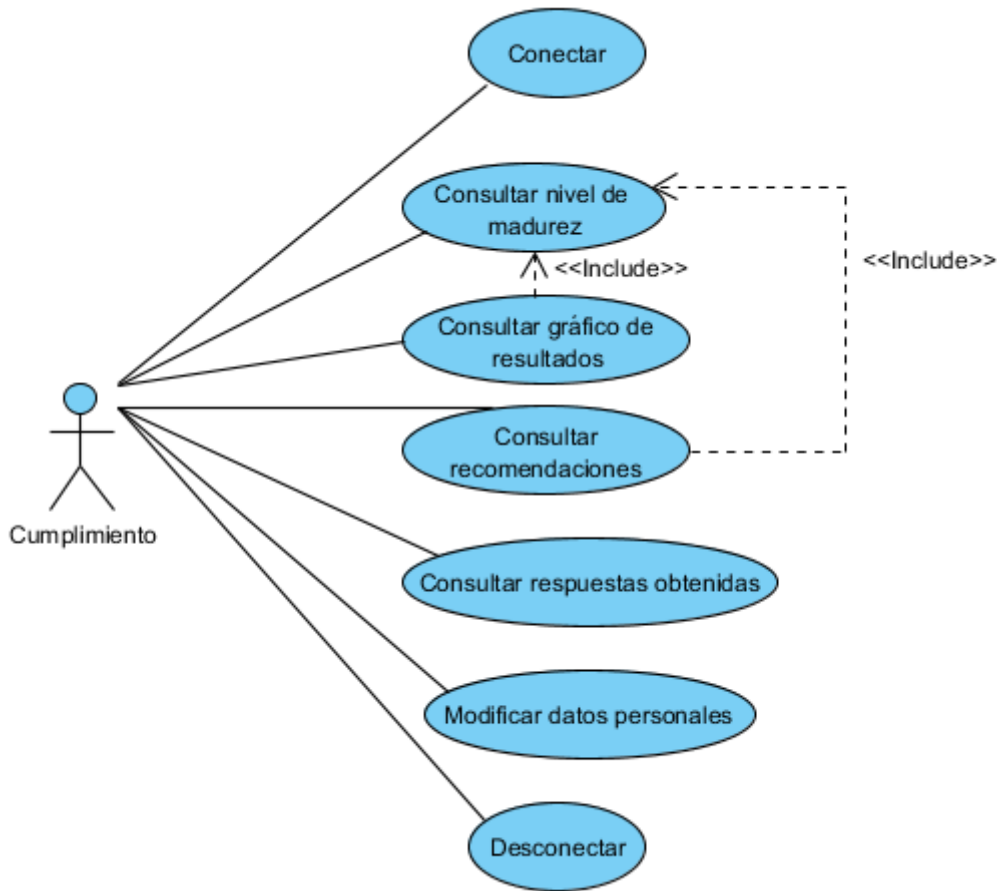 Conectar
Consultar nivel de
madurez
<<Include>>
<<Include>>
Consultar gráfico de
resultados
Consultar
recomendaciones
Cumplimiento
Consultar respuestas obtenidas
Modificar datos personales
Desconectar